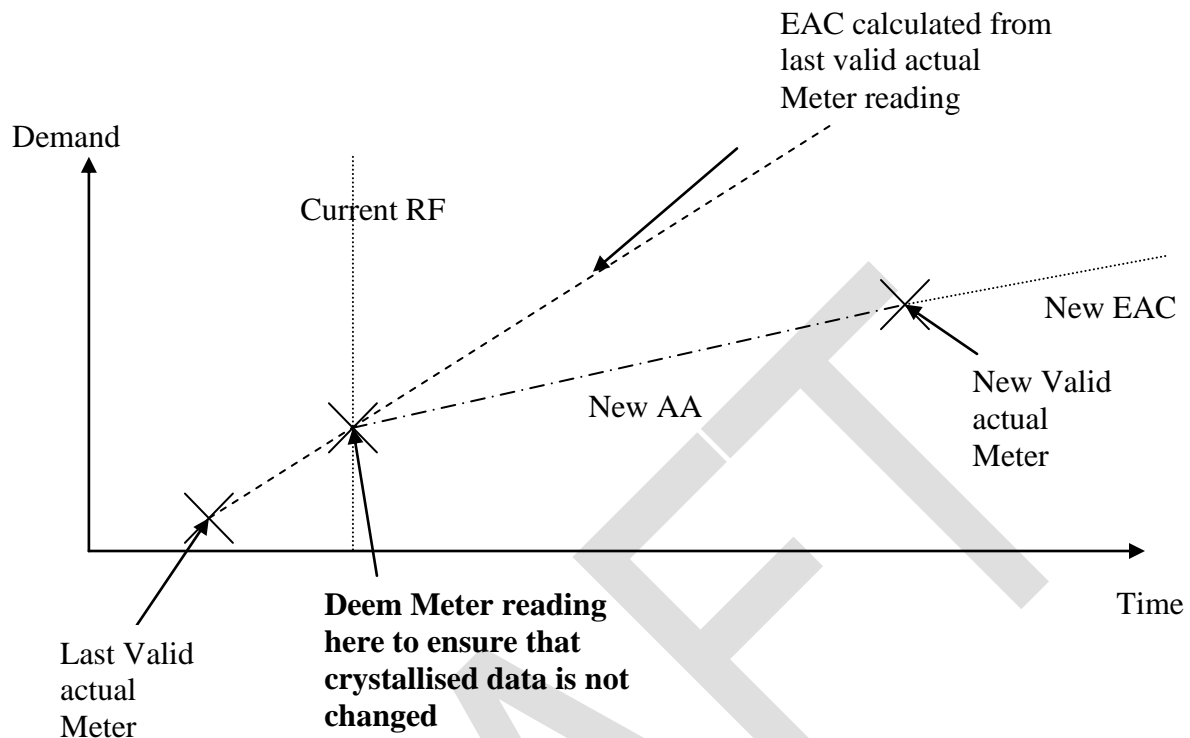 EAC calculated from
last valid actual
Meter reading
Demand
Current RF
New EAC
New AA
New Valid
actual
Meter
Deem Meter reading
here to ensure that
crystallised data is not
changed
Time
Last Valid
actual
Meter